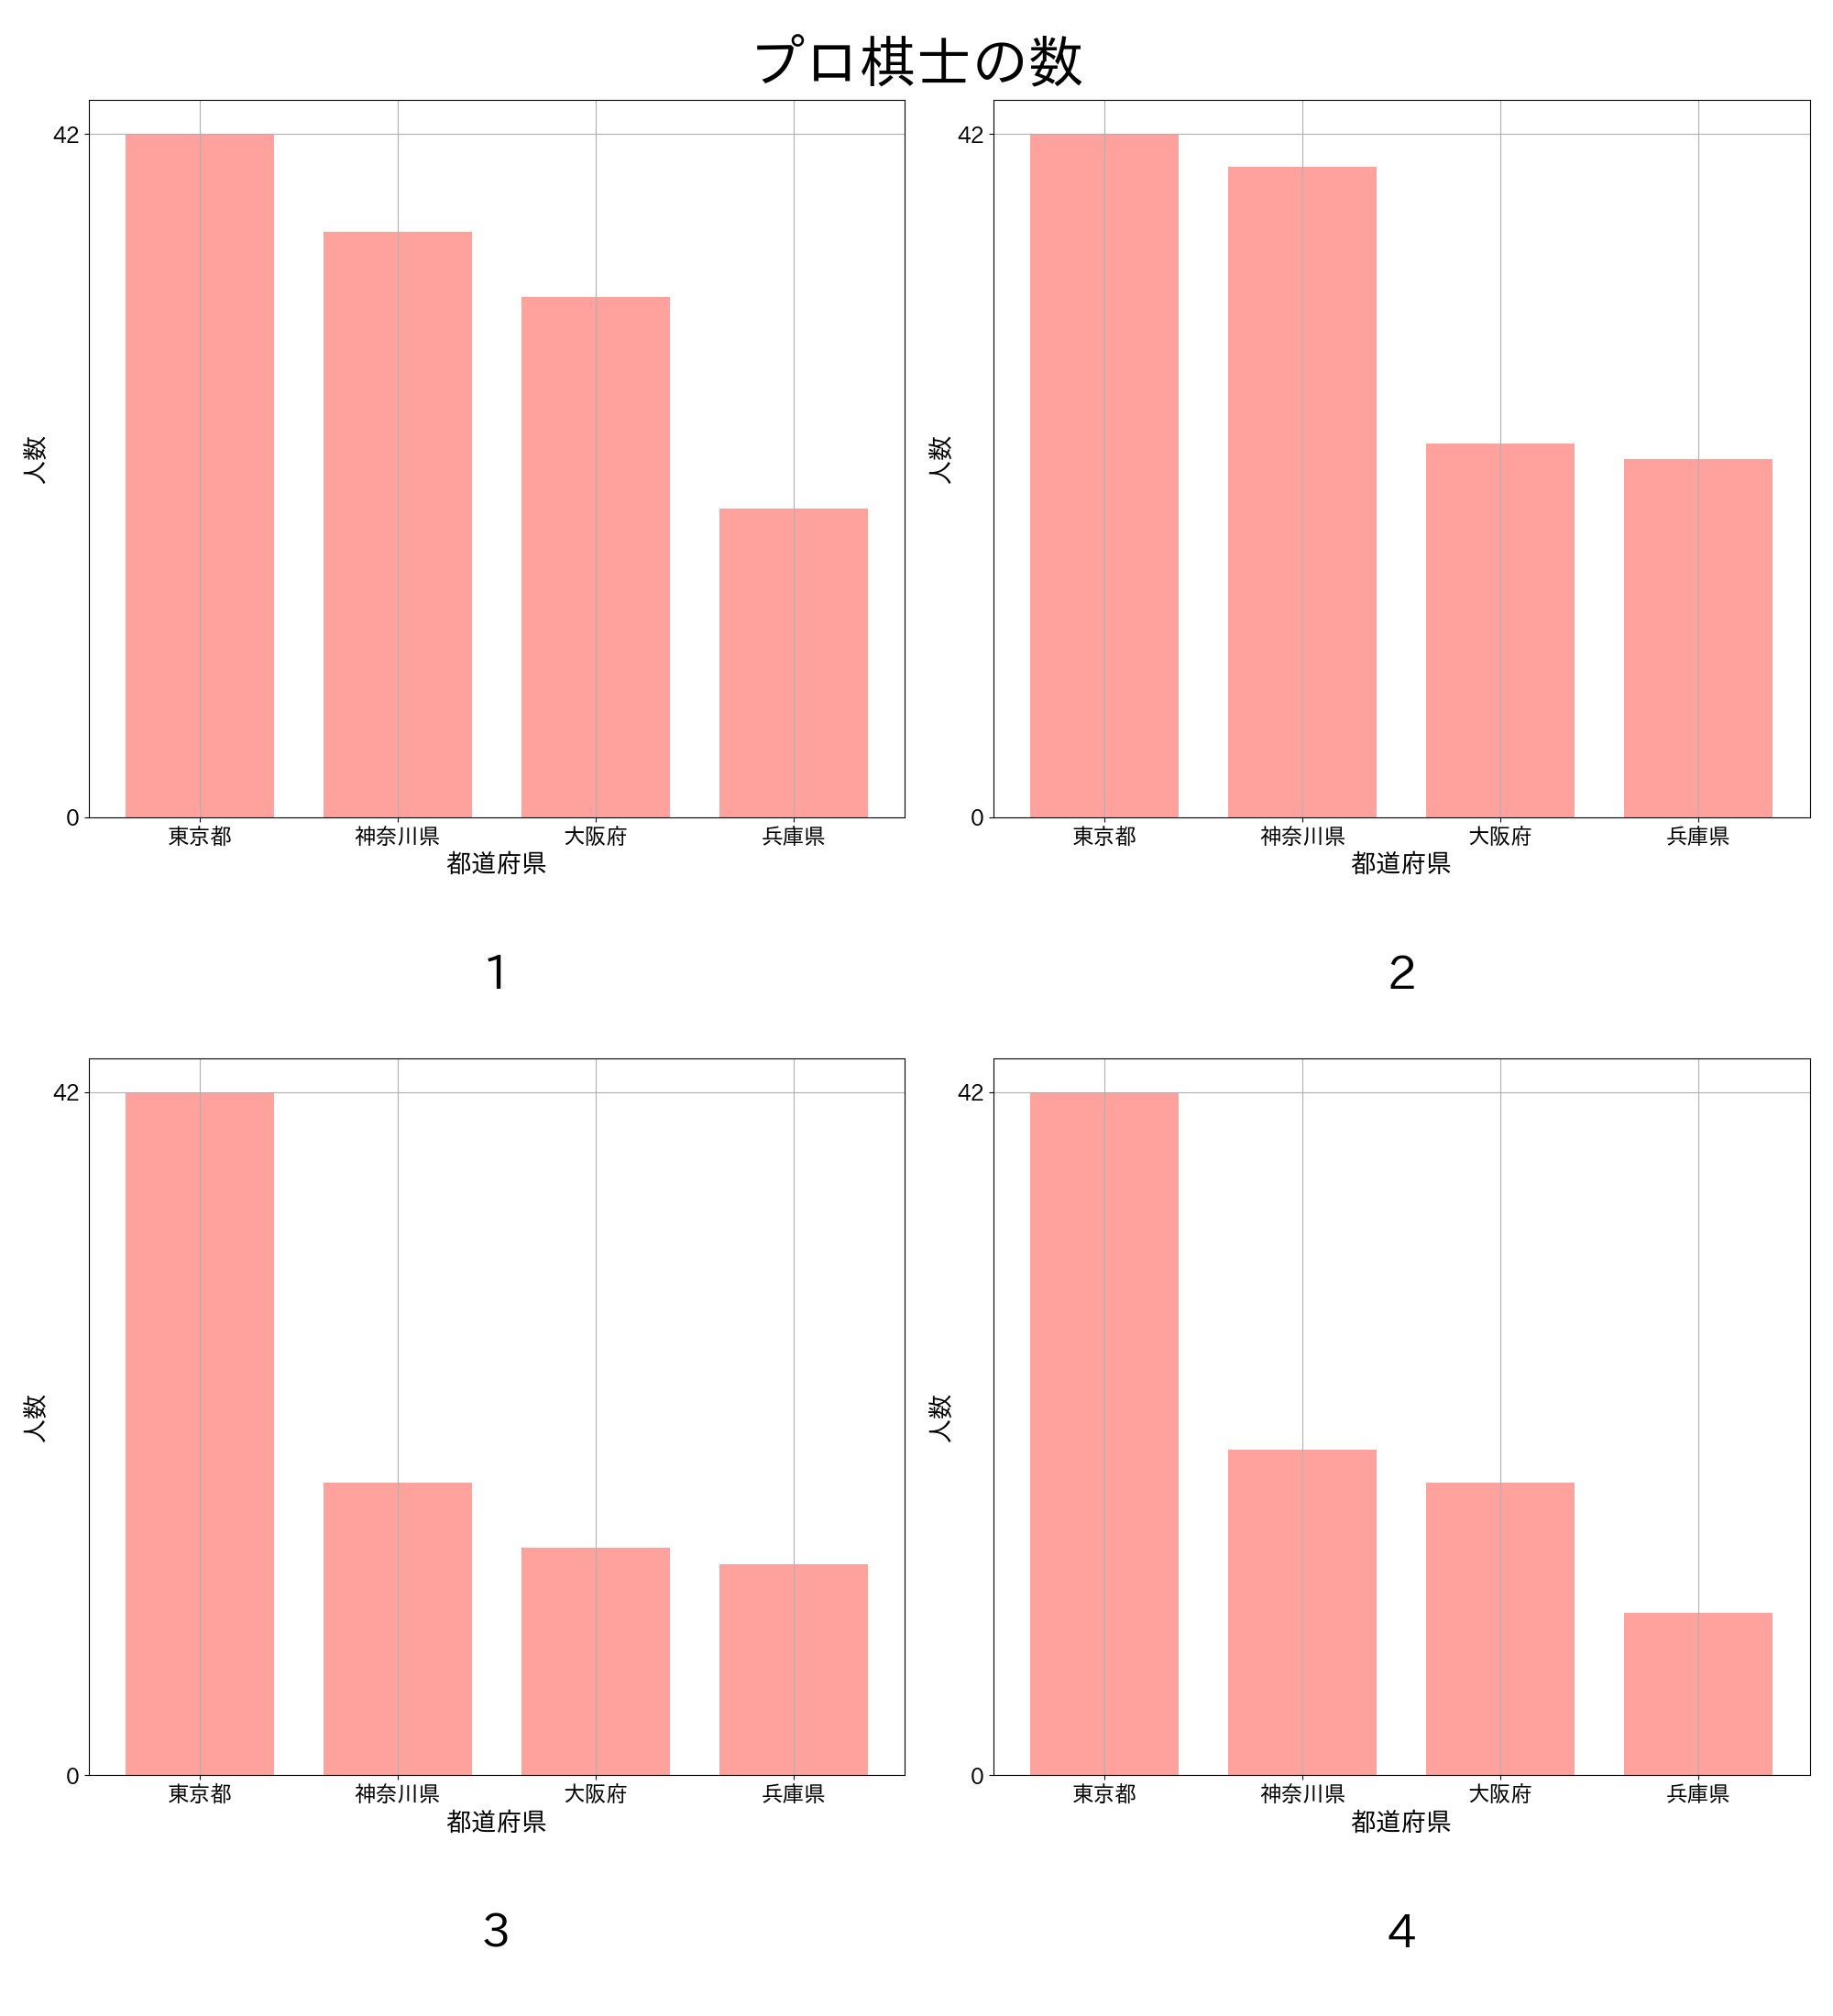 プロ棋士の数
42
0
人数
東京都 神奈川県 大阪府 兵庫県
都道府県
1
42
0
人数
東京都 神奈川県 大阪府 兵庫県
都道府県
2
42
0
人数
東京都 神奈川県 大阪府 兵庫県
都道府県
3
42
0
人数
東京都 神奈川県 大阪府 兵庫県
都道府県
4